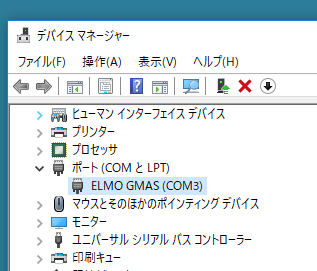 デバイス マネージャー
ファイル(F) 操作(A) 表示(V) ヘルプ(H)
ヒューマン インターフェイス デバイス
プリンター
プロセッサ
ポート (COM と LPT)
ELMO GMAS (COM3)
マウスとそのほかのポインティング デバイス
モニター
ユニバーサル シリアル バス コントローラー
印刷キュー